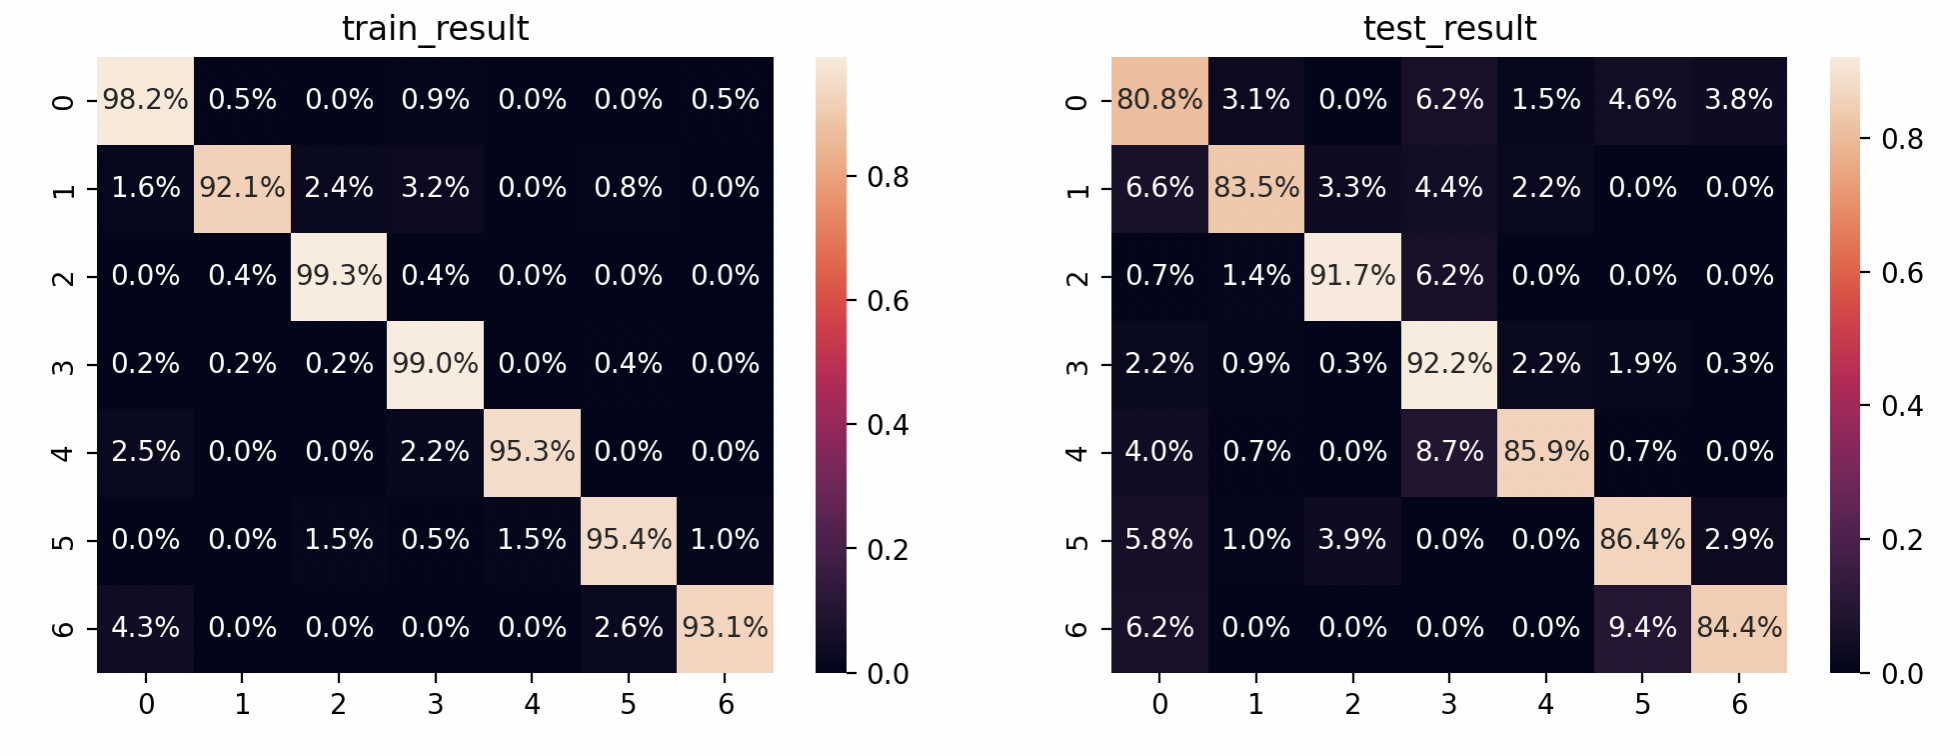 train_result
0 98.2% 0.5% 0.0% 0.9% 0.0% 0.0% 0.5%
1 1.6% 92.1% 2.4% 3.2% 0.0% 0.8% 0.0%
2 0.0% 0.4% 99.3% 0.4% 0.0% 0.0% 0.0%
3 0.2% 0.2% 0.2% 99.0% 0.0% 0.4% 0.0%
4 2.5% 0.0% 0.0% 2.2% 95.3% 0.0% 0.0%
5 0.0% 0.0% 1.5% 0.5% 1.5% 95.4% 1.0%
6 4.3% 0.0% 0.0% 0.0% 0.0% 2.6% 93.1%
0 1 2 3 4 5 6
0.8
0.6
0.4
0.2
0.0
test_result
0 80.8% 3.1% 0.0% 6.2% 1.5% 4.6% 3.8%
1 6.6% 83.5% 3.3% 4.4% 2.2% 0.0% 0.0%
2 0.7% 1.4% 91.7% 6.2% 0.0% 0.0% 0.0%
3 2.2% 0.9% 0.3% 92.2% 2.2% 1.9% 0.3%
4 4.0% 0.7% 0.0% 8.7% 85.9% 0.7% 0.0%
5 5.8% 1.0% 3.9% 0.0% 0.0% 86.4% 2.9%
6 6.2% 0.0% 0.0% 0.0% 0.0% 9.4% 84.4%
0 1 2 3 4 5 6
0.8
0.6
0.4
0.2
0.0